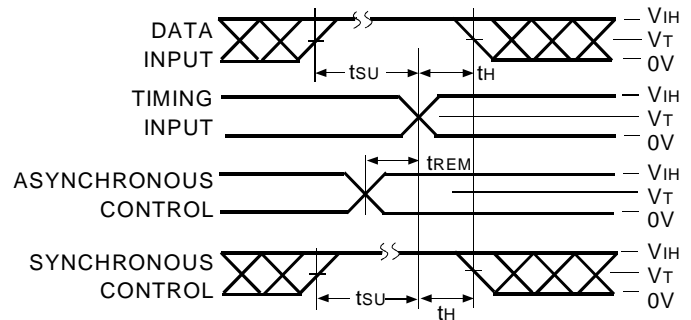 DATA
INPUT
tSU
tH
VIH
VT
0V
TIMING
INPUT
VIH
VT
0V
tREM
ASYNCHRONOUS
CONTROL
VIH
VT
0V
SYNCHRONOUS
CONTROL
tSU
tH
VIH
VT
0V